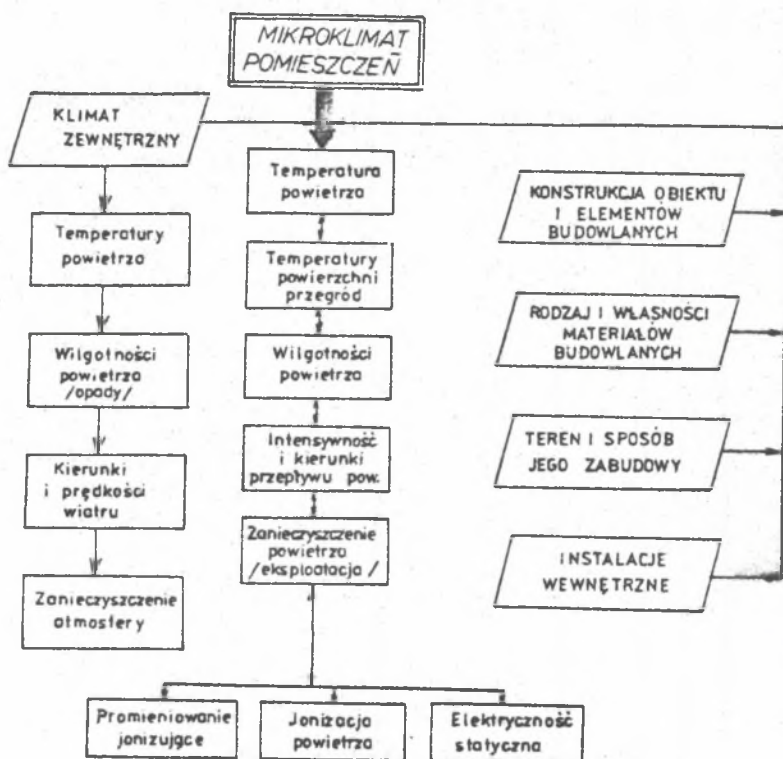 MIKROKLIMAT
POMIESZCZEŃ
KLIMAT
ZEWNĘTRZNY
Temperatury
powietrza
Wilgotności
powietrza
/opady/
Kierunki
i prędkości
wiatru
Zanieczyszczenie
atmosfery
Temperatura
powietrza
Temperatury
powierzchni
przegród
Wilgotności
powietrza
Intensywność
i kierunki
przepływu pow.
Zanieczyszczenie
powietrza
/eksploatacja/
KONSTRUKCJA OBIEKTU
I ELEMENTÓW
BUDOWLANYCH
RODZAJ I WŁASNOŚCI
MATERIAŁÓW
BUDOWLANYCH
TEREN I SPOSÓB
JEGO ZABUDOWY
INSTALACJE
WEWNĘTRZNE
Promieniowanie
jonizujące
Jonizacja
powietrza
Elektryczność
statyczna